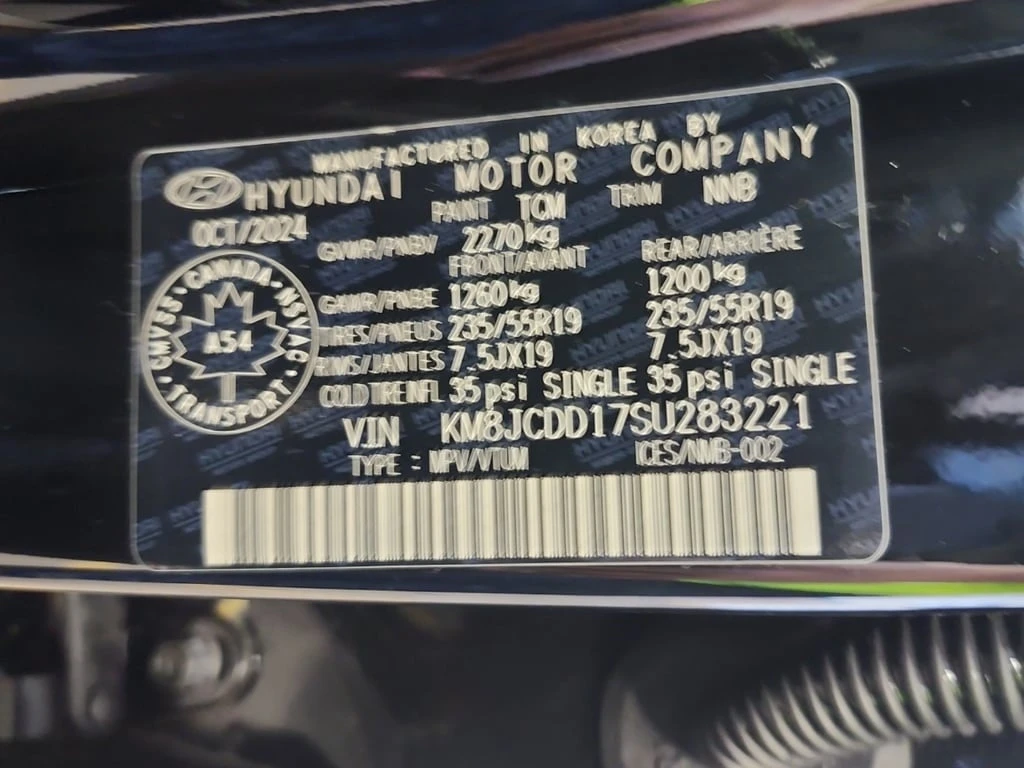 MANUFACTURED IN KOREA BY
HYUNDAI MOTOR COMPANY
OCT/2024 PAINT TCM TRIM NNB
GVWR/PNBV 2270kg
FRONT/AVANT REAR/ARRIÈRE
GAWR/PNBE 1260kg 1200kg
TIRES/PNEUS 235/55R19 235/55R19
RIMS/JANTES 7.5JX19 7.5JX19
COLD TIRE INFL 35psi SINGLE 35psi SINGLE
VIN KM8JCDD17SU283221
TYPE : MPV/VTUM ICES/NMB-002
CMVSS · CANADA · NSVAC
A54
TRANSPORT